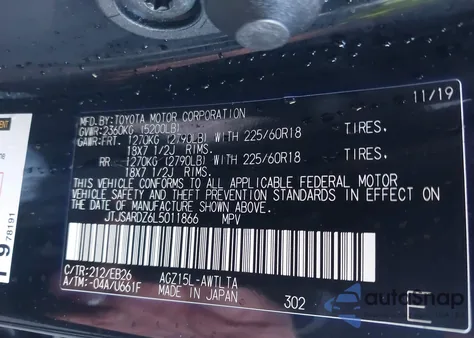 11/19
MFD. BY:TOYOTA MOTOR CORPORATION
GVWR:2360KG (5200LB)
GAWR:FRT. 1270KG (2790LB) WITH 225/60R18 TIRES,
18X7 1/2J RIMS.
RR 1270KG (2790LB) WITH 225/60R18 TIRES,
18X7 1/2J RIMS.
THIS VEHICLE CONFORMS TO ALL APPLICABLE FEDERAL MOTOR
VEHICLE SAFETY AND THEFT PREVENTION STANDARDS IN EFFECT ON
THE DATE OF MANUFACTURE SHOWN ABOVE.
JTJSARDZ6L5011866 MPV
C/TR:212/EB26 AGZ15L-AWTLTA
A/TM:-04A/U661F MADE IN JAPAN 302 E
978191
autosnap